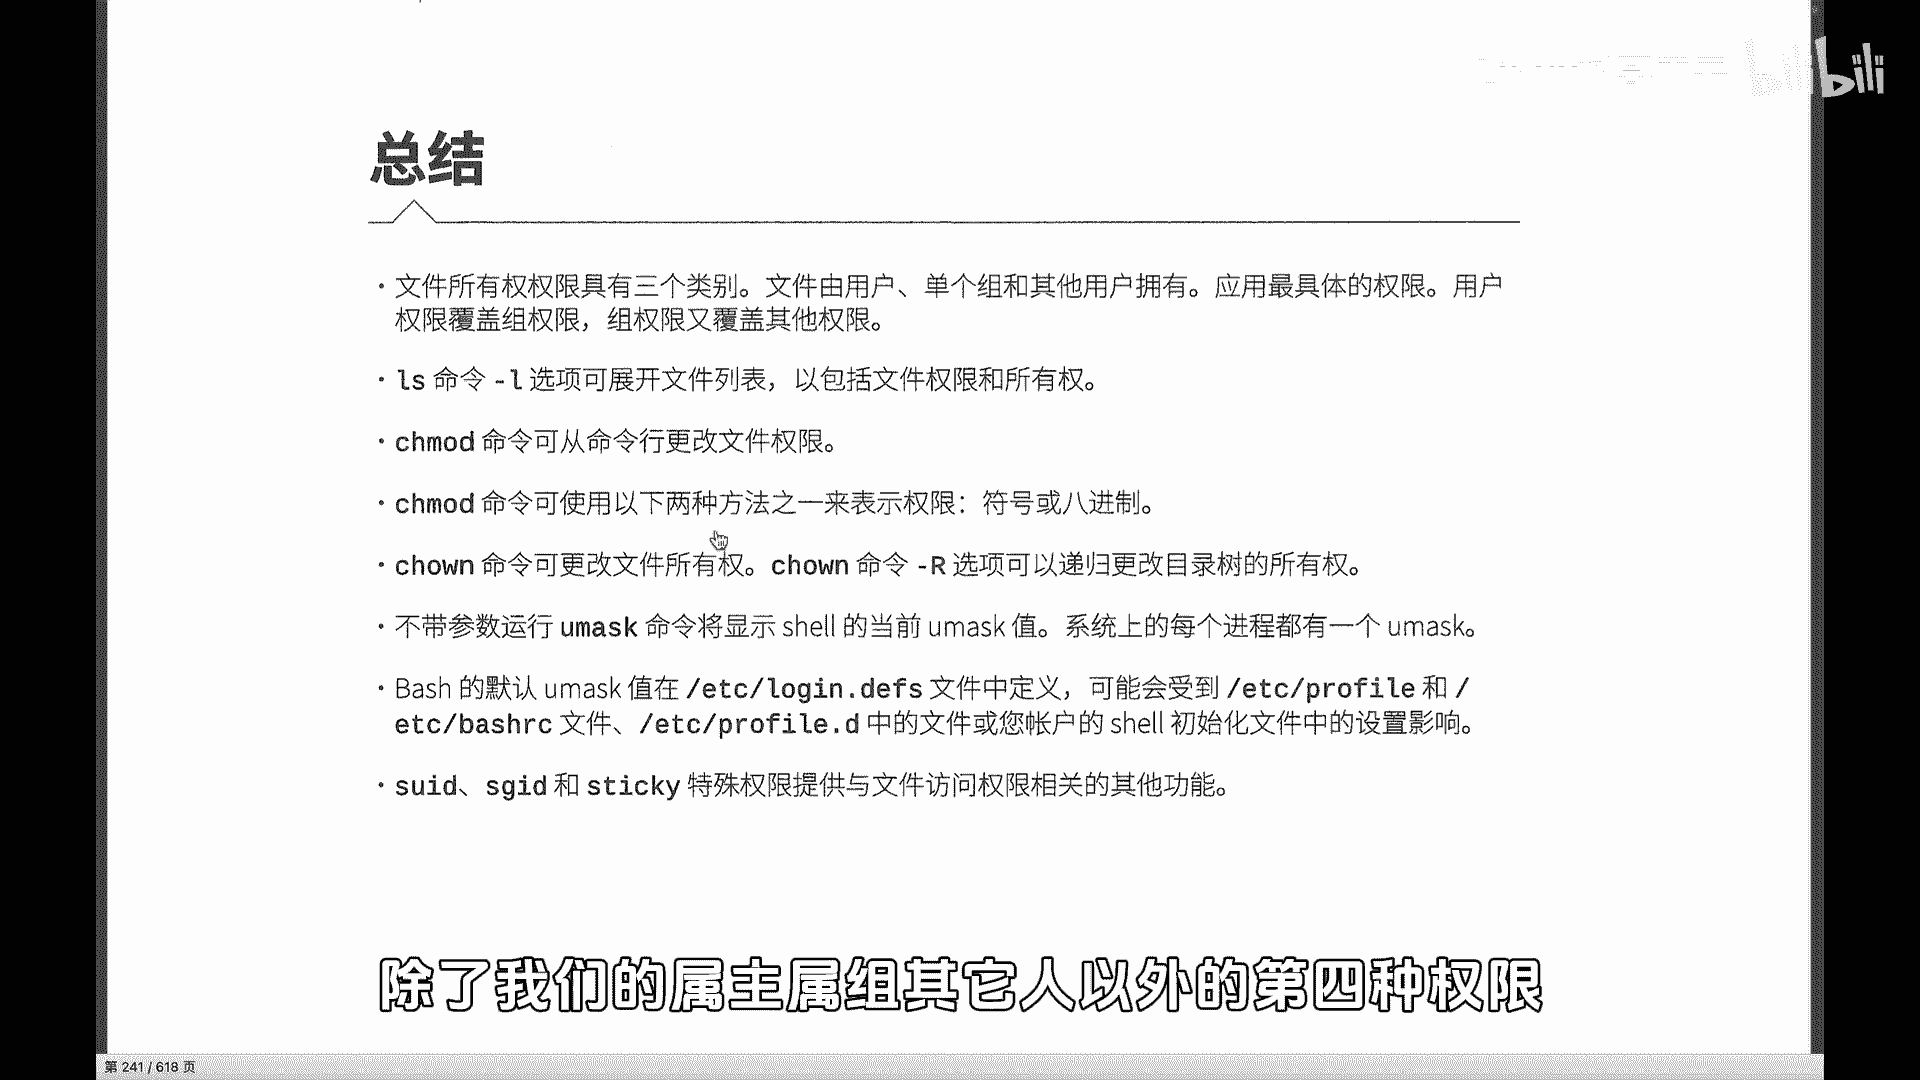 bilibili
总结
• 文件所有权权限具有三个类别。文件由用户、单个组和其他用户拥有。应用最具体的权限。用户
权限覆盖组权限，组权限又覆盖其他权限。
• ls 命令 -l 选项可展开文件列表，以包括文件权限和所有权。
• chmod 命令可从命令行更改文件权限。
• chmod 命令可使用以下两种方法之一来表示权限：符号或八进制。
• chown 命令可更改文件所有权。chown 命令 -R 选项可以递归更改目录树的所有权。
• 不带参数运行 umask 命令将显示 shell 的当前 umask 值。系统上的每个进程都有一个 umask。
• Bash 的默认 umask 值在 /etc/login.defs 文件中定义，可能会受到 /etc/profile 和 /
etc/bashrc 文件、/etc/profile.d 中的文件或您帐户的 shell 初始化文件中的设置影响。
• suid、sgid 和 sticky 特殊权限提供与文件访问权限相关的其他功能。
除了我们的属主属组其它人以外的第四种权限
第 241 / 618 页